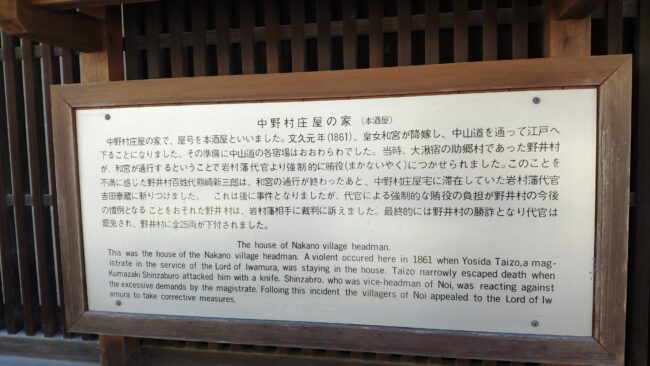 中野村庄屋の家 (本酒屋)
中野村庄屋の家で、屋号を本酒屋といいました。文久元年(1861)、皇女和宮が降嫁し、中山道を通って江戸へ
下ることになりました。その準備に中山道の各宿場はおおわらわでした。当時、大湫宿の助郷村であった野井村
が、和宮が通行するということで岩村藩代官より強制的に賄役(まかないやく)につかせられました。このことを
不満に感じた野井村百姓代熊崎新三郎は、和宮の通行が終わったあと、中野村庄屋宅に滞在していた岩村藩代官
吉田泰蔵に斬りつけました。 これは後に事件となりましたが、代官による強制的な賄役の負担が野井村の今後
の慣例となることをおそれた野井村は、岩村藩相手に裁判に訴えました。最終的には野井村の勝訴となり代官は
罷免され、野井村に金25両が下付されました。
The house of Nakano village headman.
This was the house of the Nakano village headman. A violent occured here in 1861 when Yosida Taizo,a mag-
istrate in the service of the Lord of Iwamura, was staying in the house. Taizo narrowly escaped death when
Kumazaki Shinzaburo attacked him with a knife. Shinzabro, who was vice-headman of Noi, was reacting against
the excessive demands by the magistrate. Folloing this incident the villagers of Noi appealed to the Lord of Iw
amura to take corrective measures.